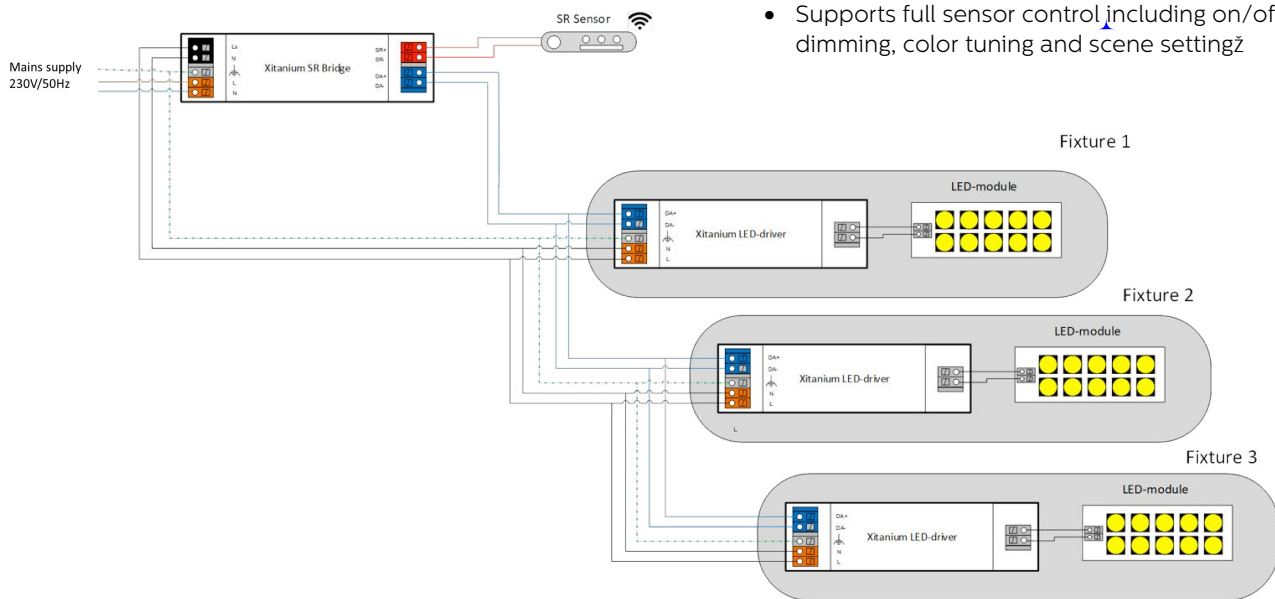 SR Sensor
• Supports full sensor control including on/of
dimming, color tuning and scene settingž
Mains supply
230V/50Hz
Ls
N
L
N
Xitanium SR Bridge
SR+
SR-
DA+
DA-
Fixture 1
LED-module
DA+
DA-
N
L
Xitanium LED-driver
Fixture 2
LED-module
DA+
DA-
N
L
Xitanium LED-driver
L
Fixture 3
LED-module
DA+
DA-
N
L
Xitanium LED-driver